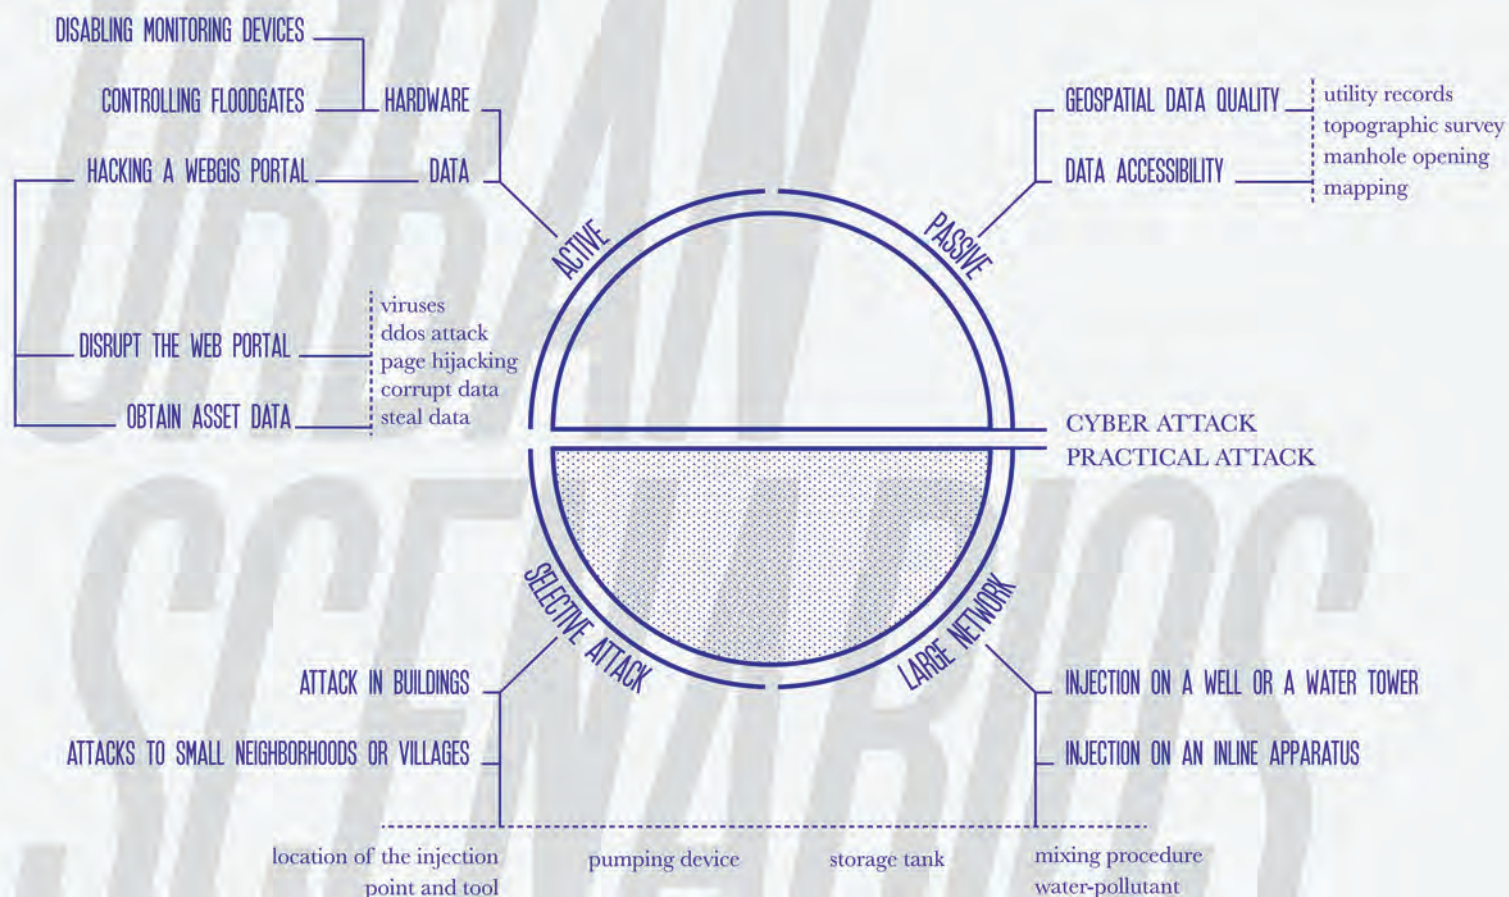 DISABLING MONITORING DEVICES
CONTROLLING FLOODGATES
HARDWARE
HACKING A WEBGIS PORTAL
DATA
ACTIVE
DISRUPT THE WEB PORTAL
OBTAIN ASSET DATA
viruses
ddos attack
page hijacking
corrupt data
steal data
PASSIVE
GEOSPATIAL DATA QUALITY
DATA ACCESSIBILITY
utility records
topographic survey
manhole opening
mapping
CYBER ATTACK
PRACTICAL ATTACK
SELECTIVE ATTACK
ATTACK IN BUILDINGS
ATTACKS TO SMALL NEIGHBORHOODS OR VILLAGES
LARGE NETWORK
INJECTION ON A WELL OR A WATER TOWER
INJECTION ON AN INLINE APPARATUS
location of the injection
point and tool
pumping device
storage tank
mixing procedure
water-pollutant
URBAN
SCENARIOS